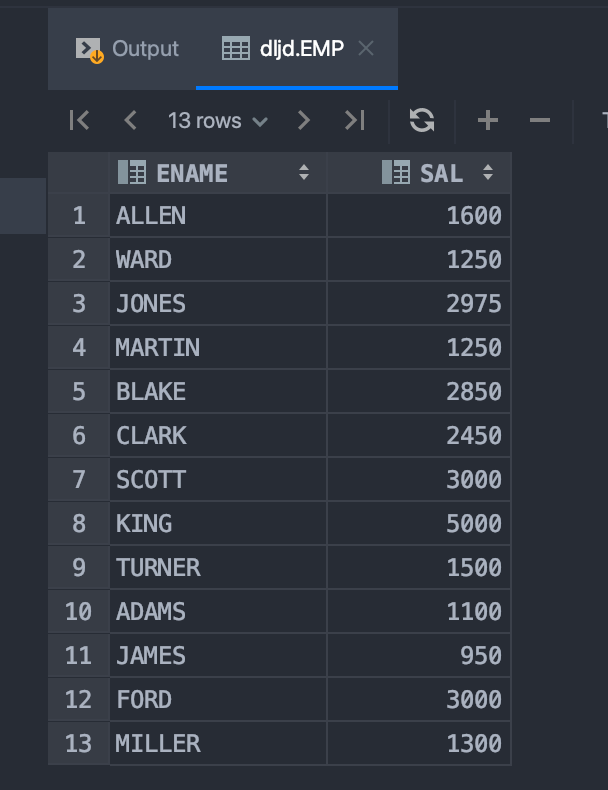 Output dljd.EMP
13 rows
ENAME SAL
1 ALLEN 1600
2 WARD 1250
3 JONES 2975
4 MARTIN 1250
5 BLAKE 2850
6 CLARK 2450
7 SCOTT 3000
8 KING 5000
9 TURNER 1500
10 ADAMS 1100
11 JAMES 950
12 FORD 3000
13 MILLER 1300